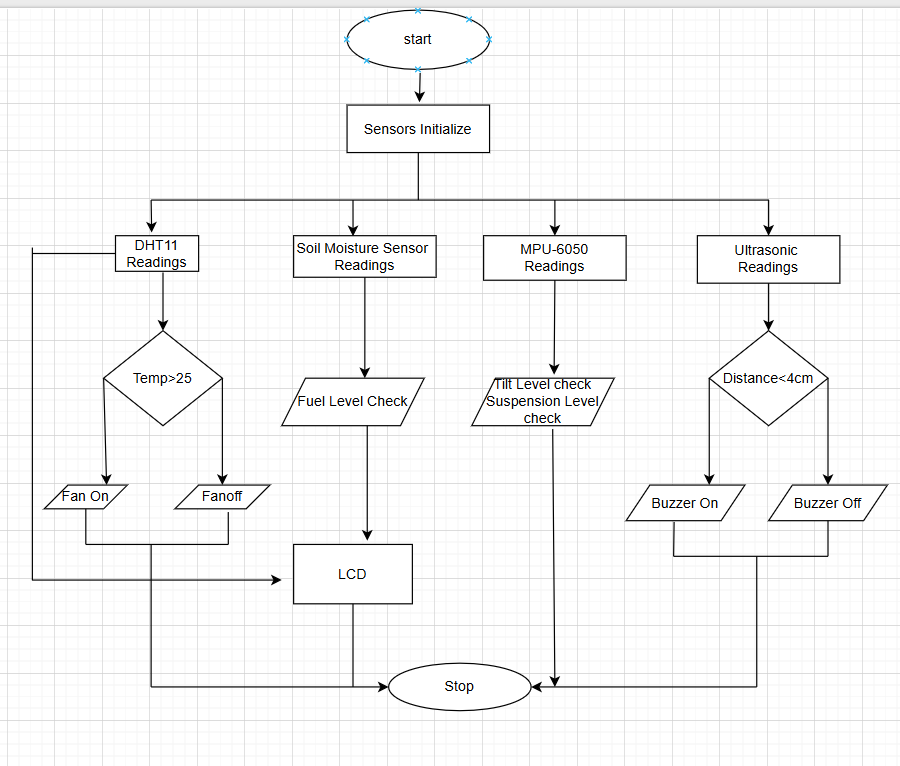 start
Sensors Initialize
DHT11
Readings
Soil Moisture Sensor
Readings
MPU-6050
Readings
Ultrasonic
Readings
Temp>25
Fuel Level Check
Tilt Level check
Suspension Level
check
Distance<4cm
Fan On
Fanoff
Buzzer On
Buzzer Off
LCD
Stop